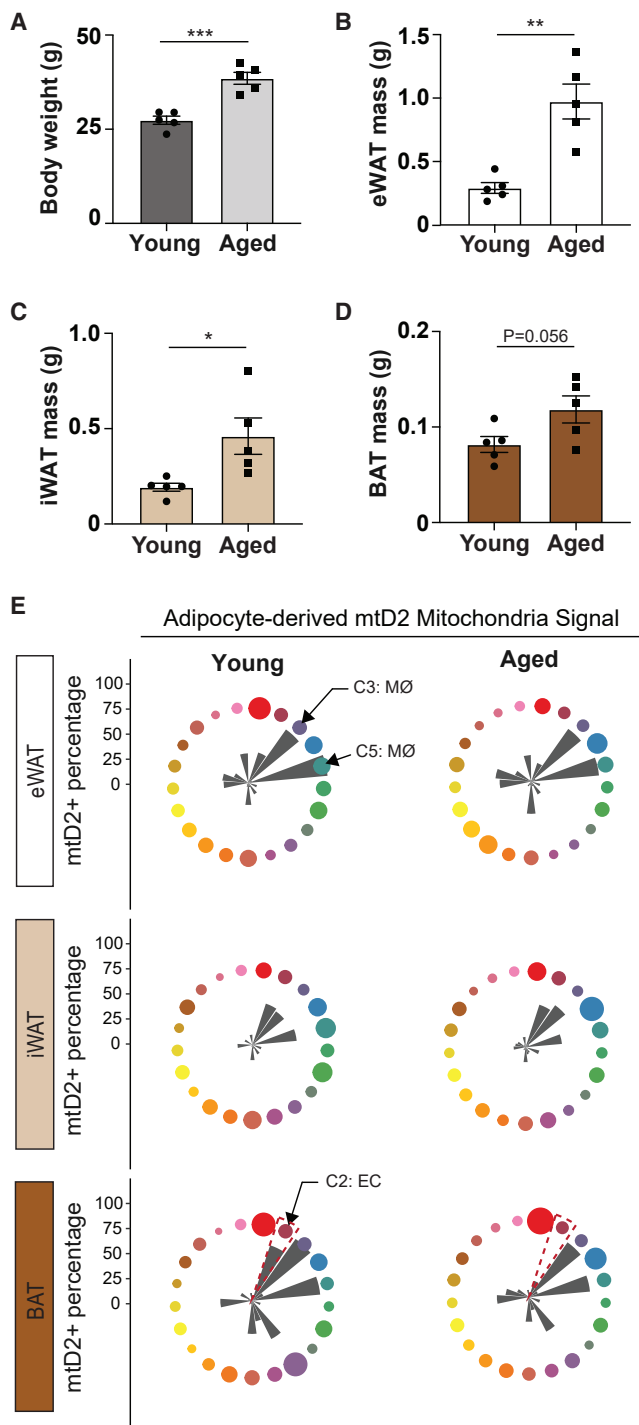 A
Body weight (g)
50
25
0
***
Young Aged
B
eWAT mass (g)
1.5
1.0
0.5
0
**
Young Aged
C
iWAT mass (g)
1.0
0.5
0
*
Young Aged
D
BAT mass (g)
0.2
0.1
0
P=0.056
Young Aged
E
Adipocyte-derived mtD2 Mitochondria Signal
Young Aged
eWAT
mtD2+ percentage
100
75
50
25
0
C3: MØ
C5: MØ
iWAT
mtD2+ percentage
100
75
50
25
0
BAT
mtD2+ percentage
100
75
50
25
0
C2: EC